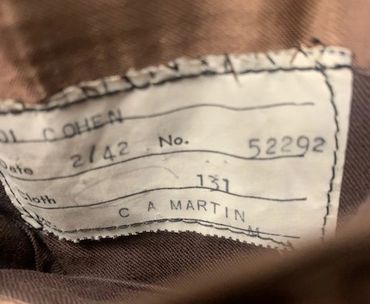 COHEN
Date 2/42 No. 52292
Cloth 131
C A MARTIN
M